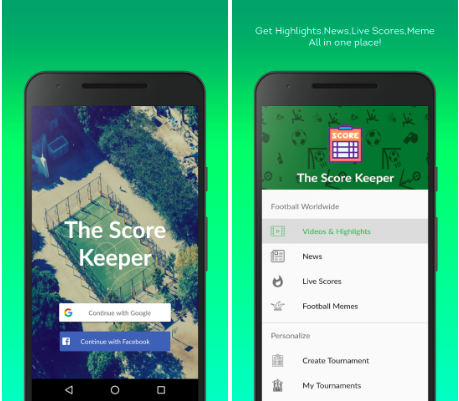 The Score
Keeper
Continue with Google
Continue with Facebook
Get Highlights,News,Live Scores,Meme
All in one place!
SCORE
The Score Keeper
Football Worldwide
Videos & Highlights
News
Live Scores
Football Memes
Personalize
Create Tournament
My Tournaments